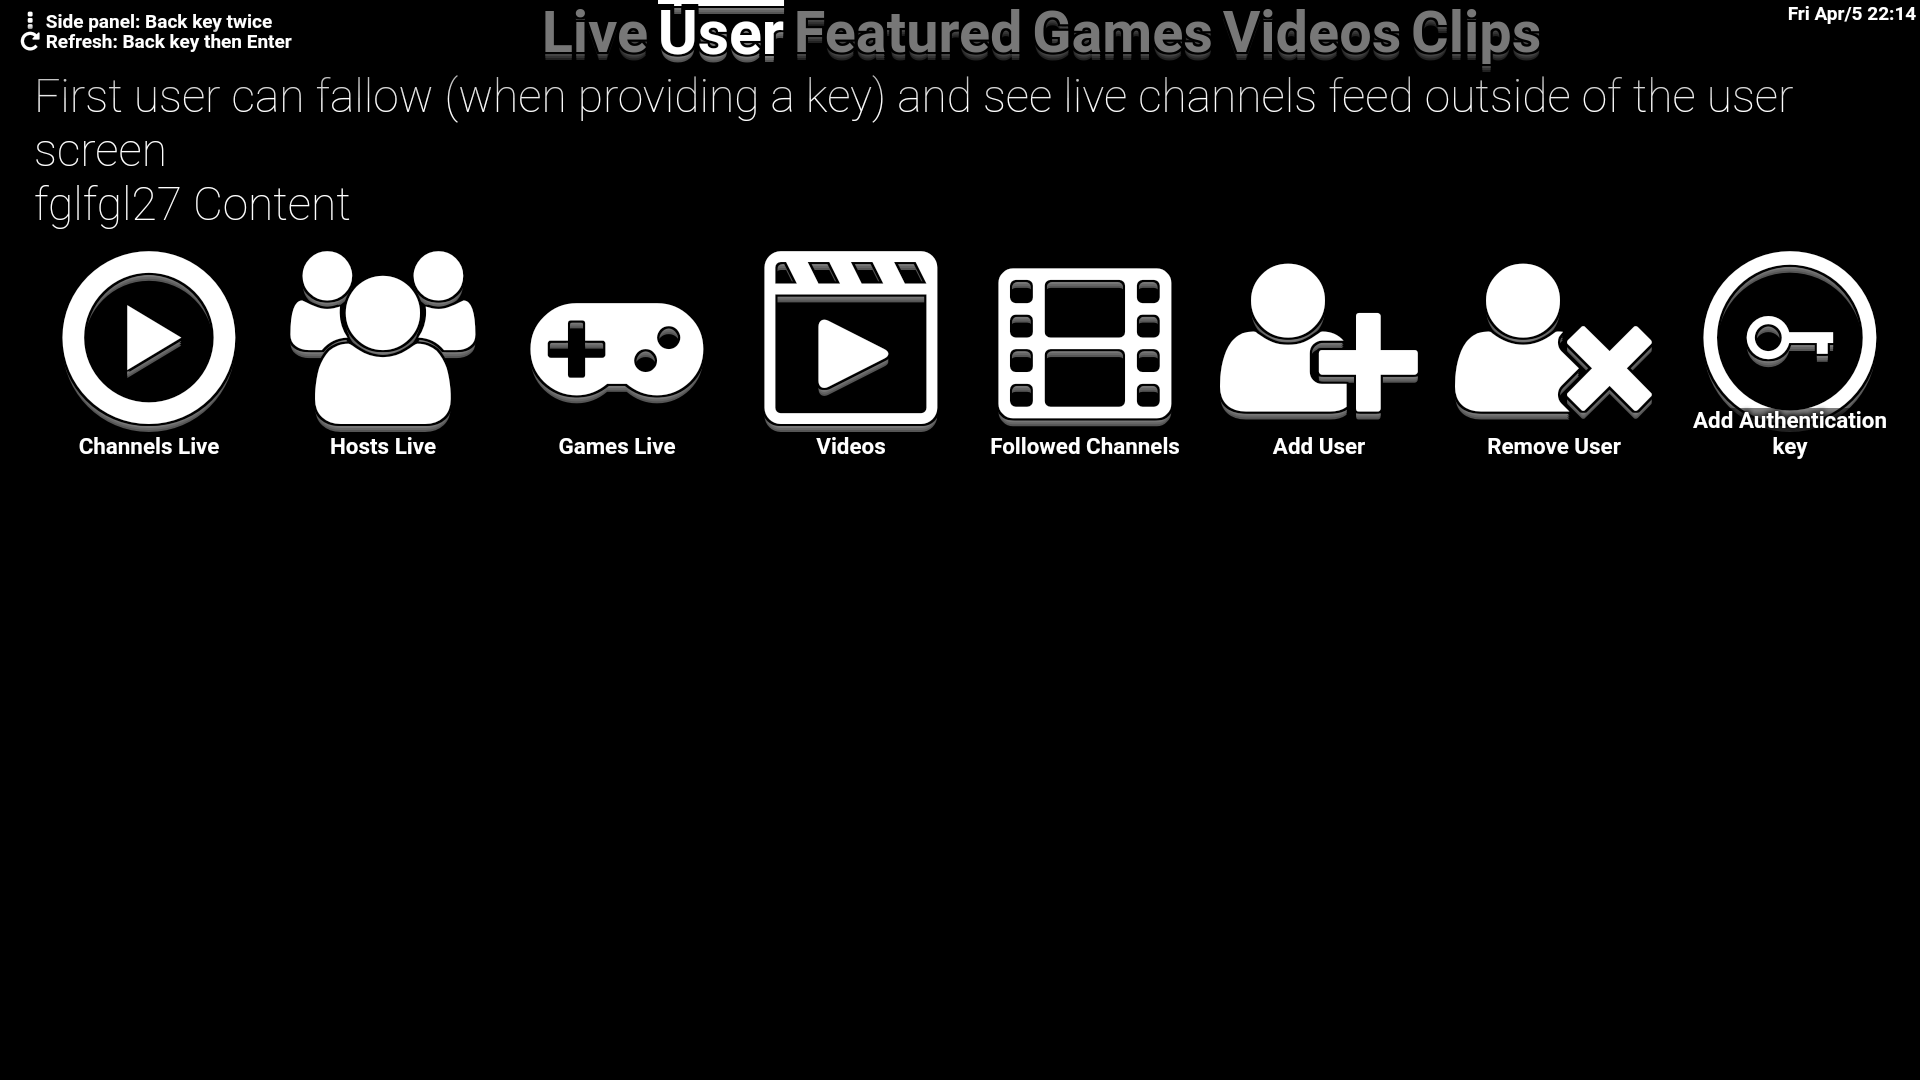 Side panel: Back key twice
Refresh: Back key then Enter
Live User Featured Games Videos Clips
Fri Apr/5 22:14
First user can fallow (when providing a key) and see live channels feed outside of the user
screen
fglfgl27 Content
Channels Live
Hosts Live
Games Live
Videos
Followed Channels
Add User
Remove User
Add Authentication
key